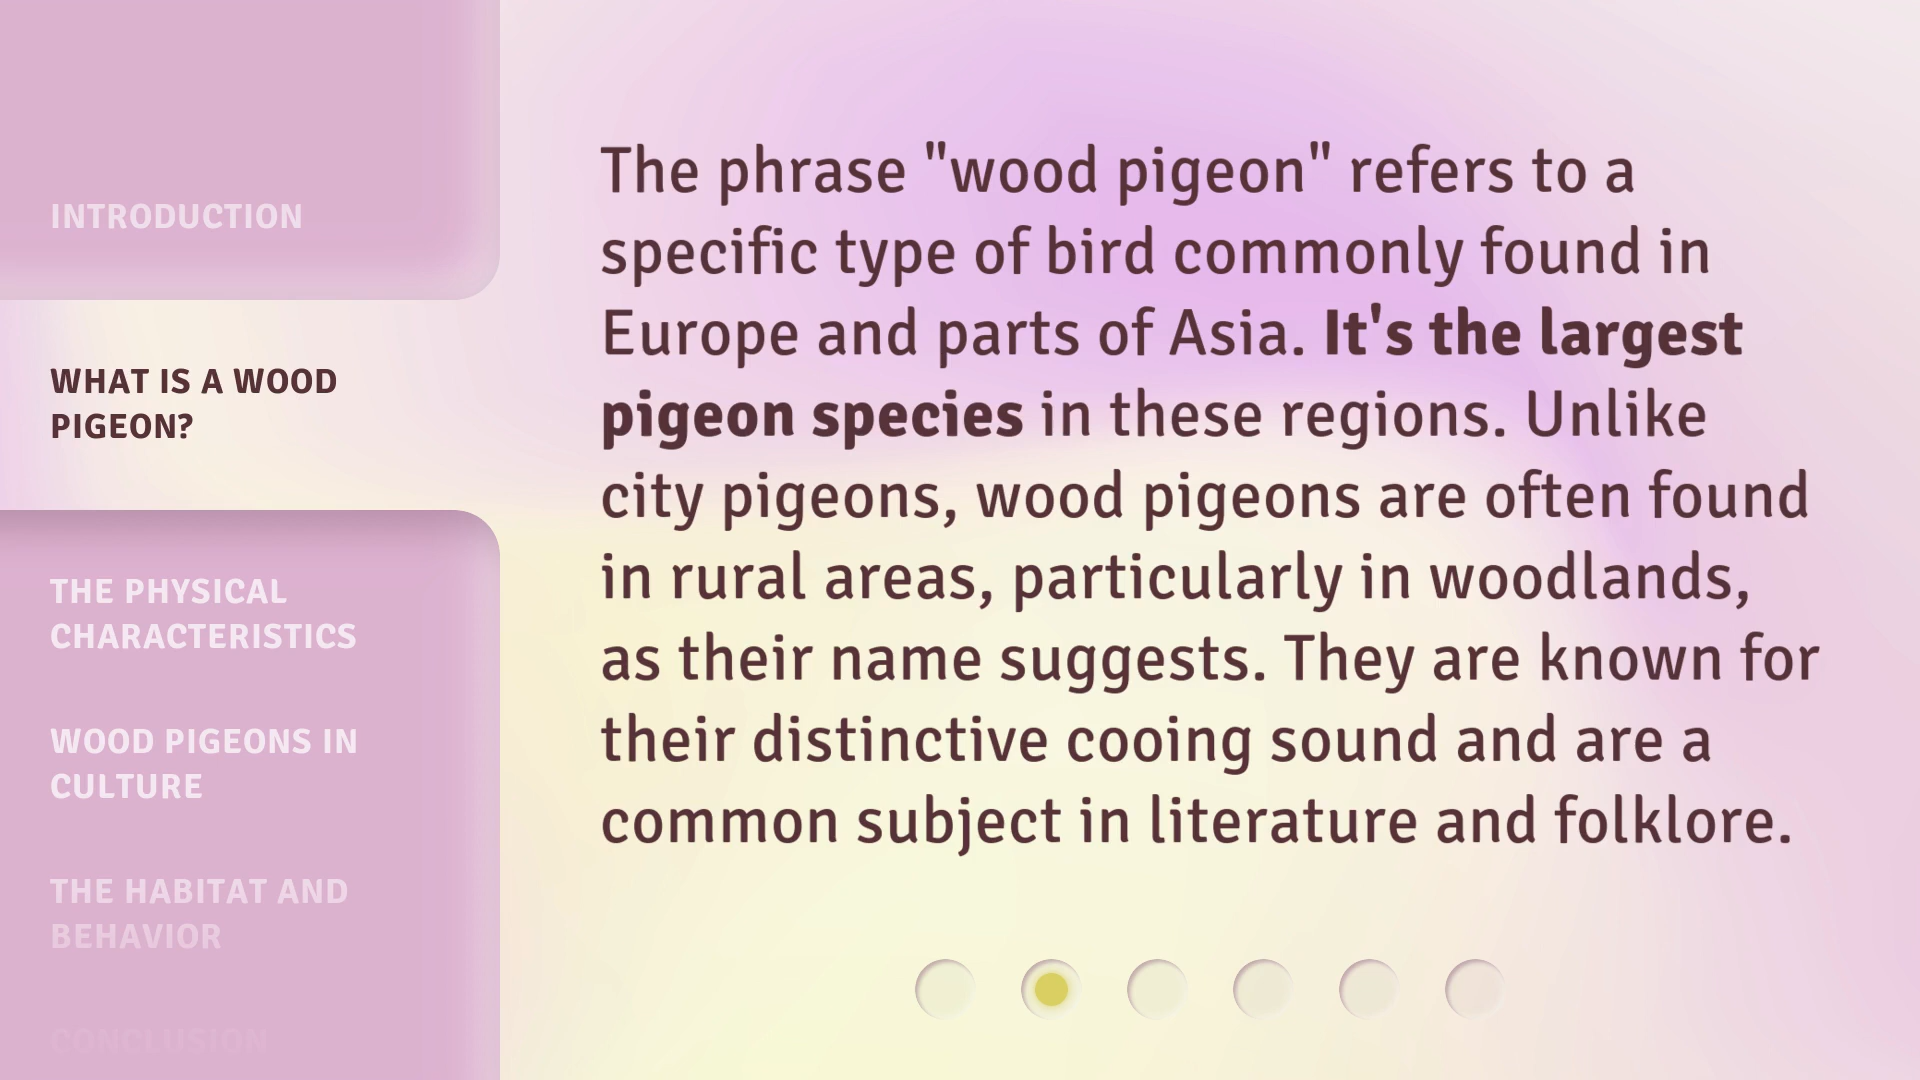 INTRODUCTION
WHAT IS A WOOD
PIGEON?
THE PHYSICAL
CHARACTERISTICS
WOOD PIGEONS IN
CULTURE
THE HABITAT AND
BEHAVIOR
CONCLUSION
The phrase "wood pigeon" refers to a
specific type of bird commonly found in
Europe and parts of Asia. It's the largest
pigeon species in these regions. Unlike
city pigeons, wood pigeons are often found
in rural areas, particularly in woodlands,
as their name suggests. They are known for
their distinctive cooing sound and are a
common subject in literature and folklore.